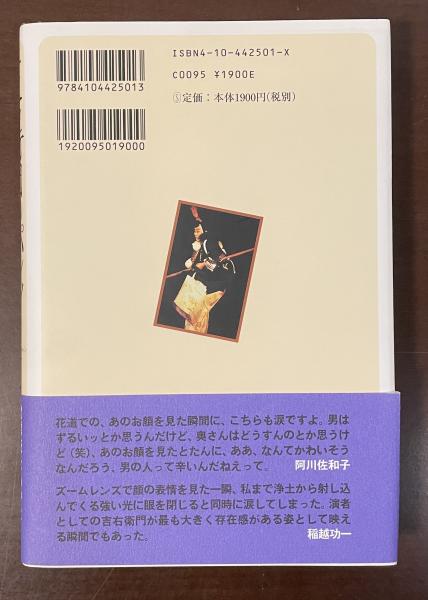 ISBN4-10-442501-X
C0095 ¥1900E
Ⓢ定価：本体1900円(税別)
9784104425013
1920095019000
花道での、あのお顔を見た瞬間に、こちらも涙ですよ。男は
ずるいッとか思うんだけど、奥さんはどうすんのとか思うけ
ど（笑）、あのお顔を見たとたんに、ああ、なんてかわいそう
なんだろう、男の人って辛いんだねえって。
阿川佐和子
ズームレンズで顔の表情を見た一瞬、私まで浄土から射し込
んでくる強い光に眼を閉じると同時に涙してしまった。演者
としての吉右衛門が最も大きく存在感がある姿として映え
る瞬間でもあった。
稲越功一